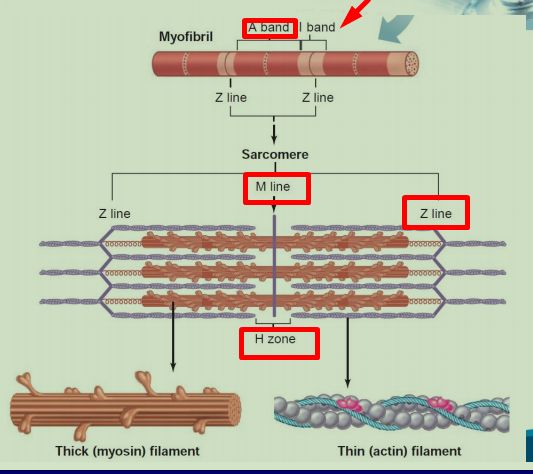 A band I band
Myofibril
Z line Z line
Sarcomere
M line
Z line Z line
H zone
Thick (myosin) filament Thin (actin) filament